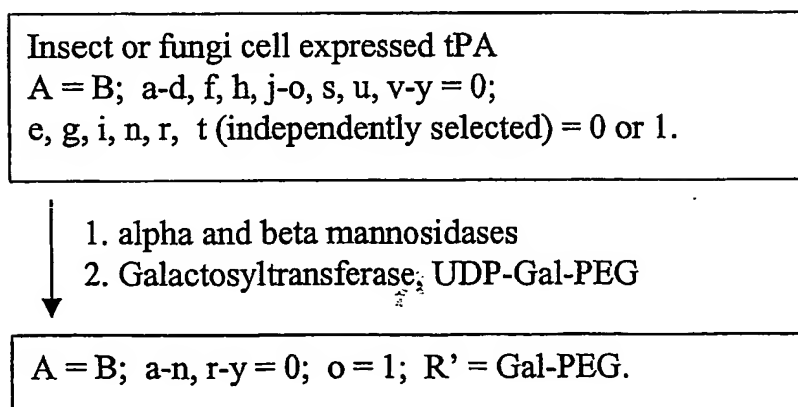 Insect or fungi cell expressed tPA
A = B; a-d, f, h, j-o, s, u, v-y = 0;
e, g, i, n, r, t (independently selected) = 0 or 1.
1. alpha and beta mannosidases
2. Galactosyltransferase, UDP-Gal-PEG
A = B; a-n, r-y = 0; o = 1; R' = Gal-PEG.